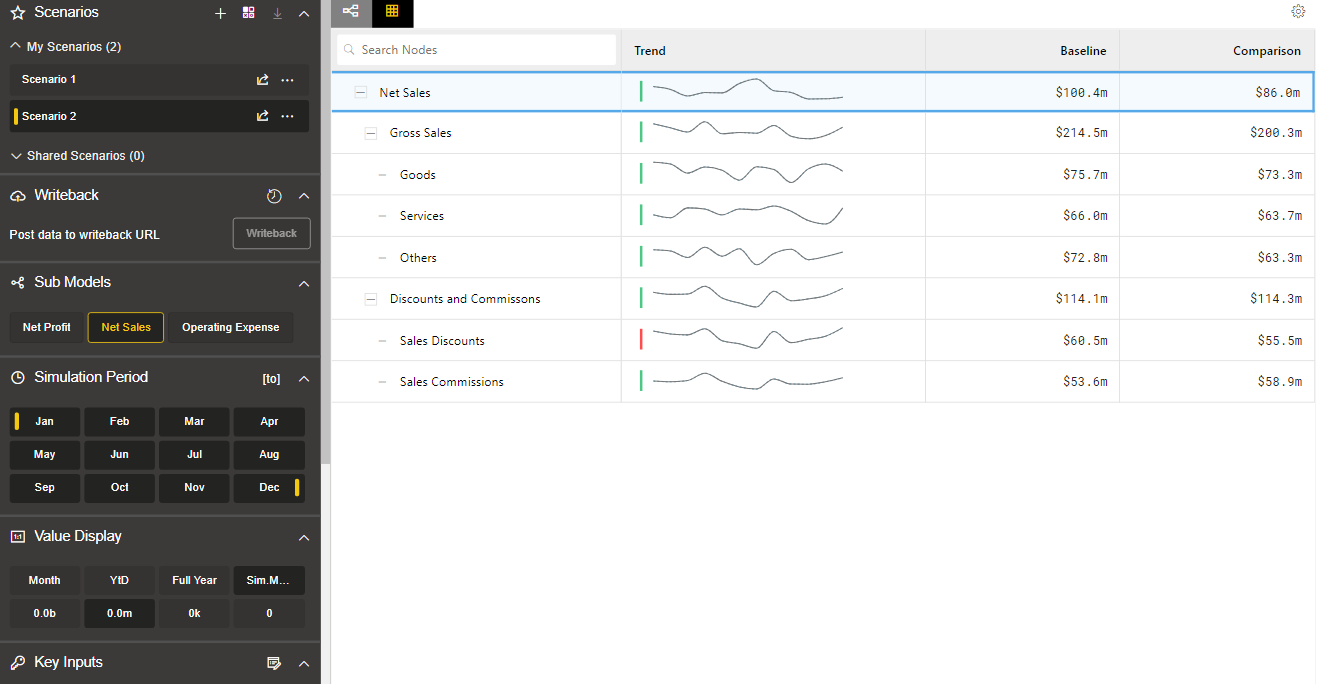 Scenarios
My Scenarios (2)
Scenario 1
Scenario 2
Shared Scenarios (0)
Writeback
Post data to writeback URL
Writeback
Sub Models
Net Profit
Net Sales
Operating Expense
Simulation Period
[to]
Jan Feb Mar Apr
May Jun Jul Aug
Sep Oct Nov Dec
Value Display
Month YtD Full Year Sim.M...
0.0b 0.0m 0k 0
Key Inputs
Search Nodes Trend Baseline Comparison
Net Sales $100.4m $86.0m
Gross Sales $214.5m $200.3m
Goods $75.7m $73.3m
Services $66.0m $63.7m
Others $72.8m $63.3m
Discounts and Commissons $114.1m $114.3m
Sales Discounts $60.5m $55.5m
Sales Commissions $53.6m $58.9m